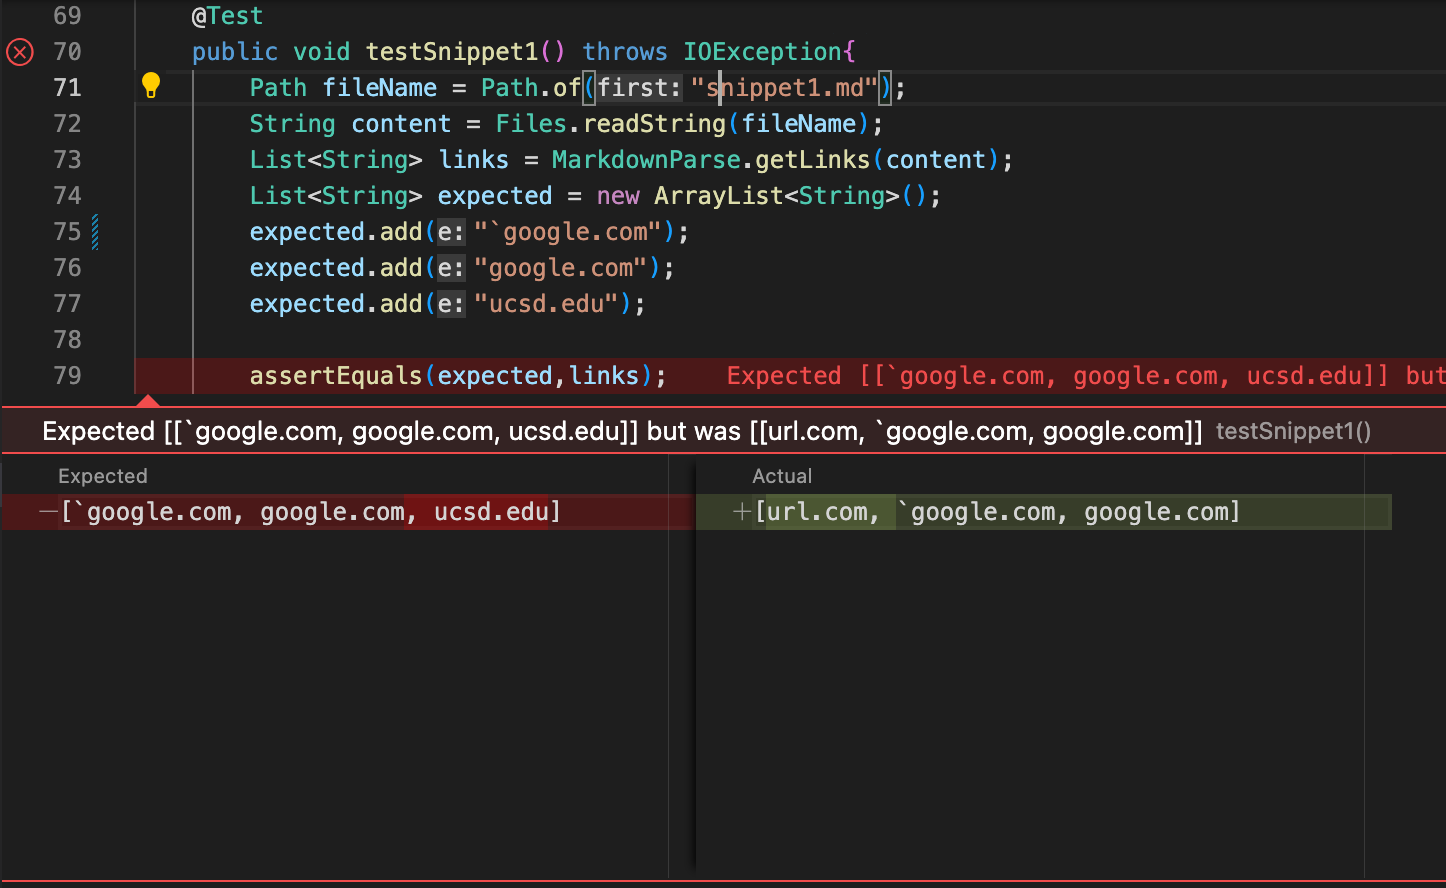 69 @Test
70 public void testSnippet1() throws IOException{
71 Path fileName = Path.of(first: "snippet1.md");
72 String content = Files.readString(fileName);
73 List<String> links = MarkdownParse.getLinks(content);
74 List<String> expected = new ArrayList<String>();
75 expected.add(e: "`google.com");
76 expected.add(e: "google.com");
77 expected.add(e: "ucsd.edu");
78
79 assertEquals(expected,links); Expected [[`google.com, google.com, ucsd.edu]] but
Expected [[`google.com, google.com, ucsd.edu]] but was [[url.com, `google.com, google.com]] testSnippet1()
Expected Actual
—[`google.com, google.com, ucsd.edu] +[url.com, `google.com, google.com]